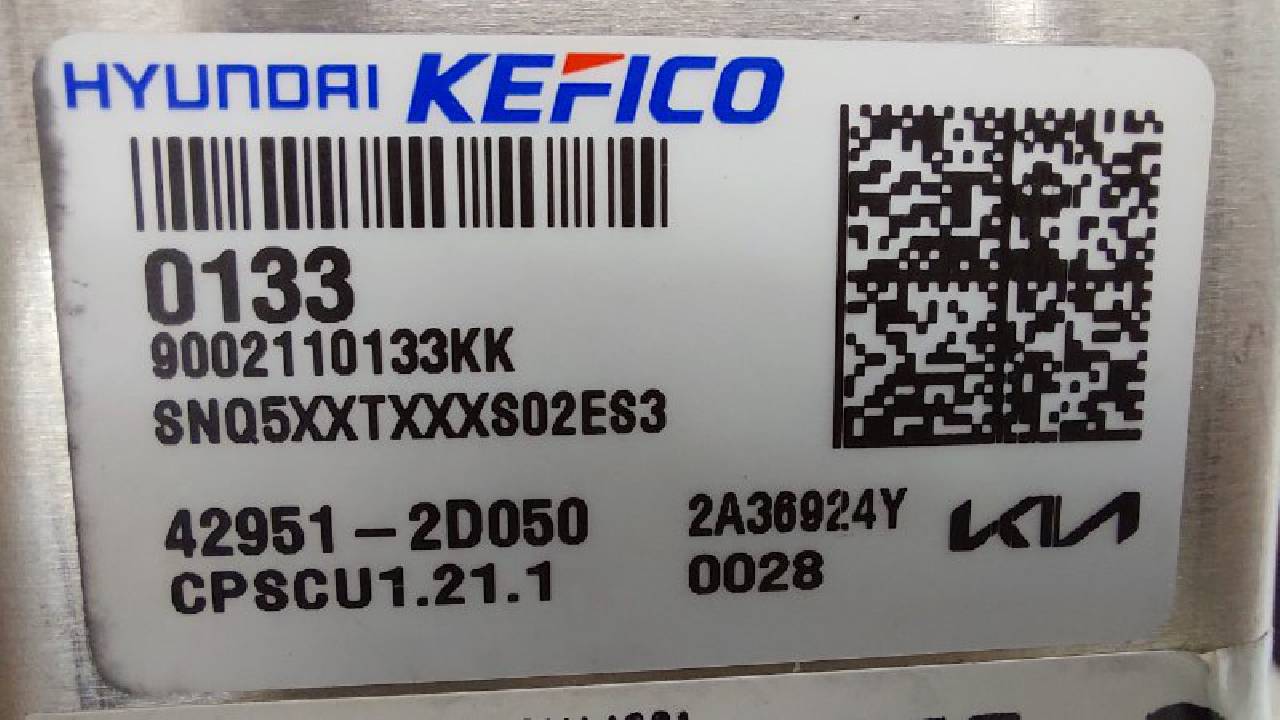 HYUNDAI KEFICO
0133
9002110133KK
SNQ5XXTXXXS02ES3
42951-2D050
2A36924Y
KIA
CPSCU1.21.1
0028